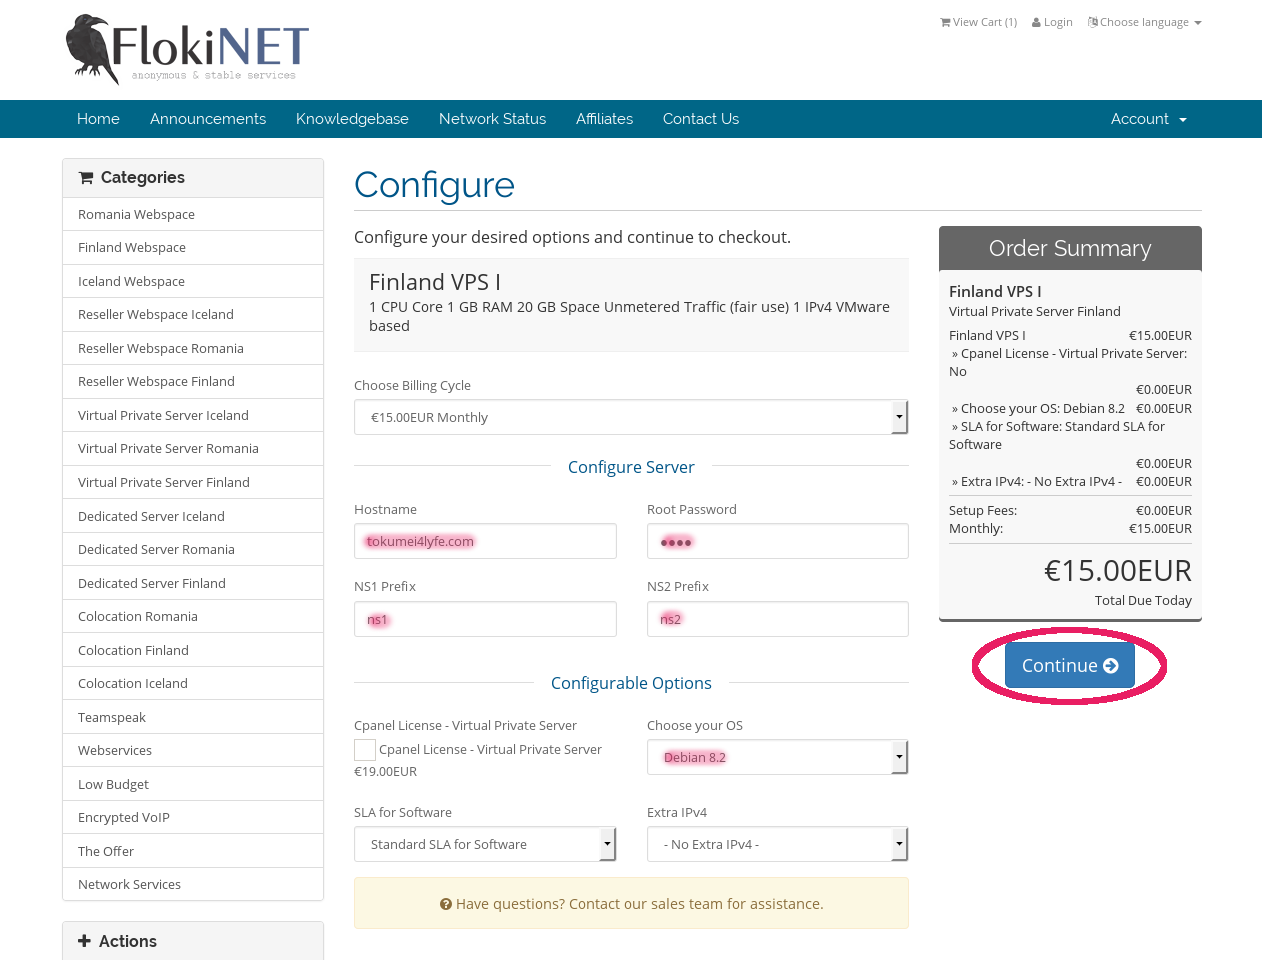 FlokiNET
anonymous & stable services
View Cart (1) Login Choose language
Home Announcements Knowledgebase Network Status Affiliates Contact Us Account
Categories
Romania Webspace
Finland Webspace
Iceland Webspace
Reseller Webspace Iceland
Reseller Webspace Romania
Reseller Webspace Finland
Virtual Private Server Iceland
Virtual Private Server Romania
Virtual Private Server Finland
Dedicated Server Iceland
Dedicated Server Romania
Dedicated Server Finland
Colocation Romania
Colocation Finland
Colocation Iceland
Teamspeak
Webservices
Low Budget
Encrypted VoIP
The Offer
Network Services
Actions
Configure
Configure your desired options and continue to checkout.
Finland VPS I
1 CPU Core 1 GB RAM 20 GB Space Unmetered Traffic (fair use) 1 IPv4 VMware
based
Choose Billing Cycle
€15.00EUR Monthly
Configure Server
Hostname Root Password
tokumei4lyfe.com ●●●●
NS1 Prefix NS2 Prefix
ns1 ns2
Configurable Options
Cpanel License - Virtual Private Server Choose your OS
Cpanel License - Virtual Private Server Debian 8.2
€19.00EUR
SLA for Software Extra IPv4
Standard SLA for Software - No Extra IPv4 -
Have questions? Contact our sales team for assistance.
Order Summary
Finland VPS I
Virtual Private Server Finland
Finland VPS I €15.00EUR
» Cpanel License - Virtual Private Server:
No
€0.00EUR
» Choose your OS: Debian 8.2 €0.00EUR
» SLA for Software: Standard SLA for
Software
€0.00EUR
» Extra IPv4: - No Extra IPv4 - €0.00EUR
Setup Fees: €0.00EUR
Monthly: €15.00EUR
€15.00EUR
Total Due Today
Continue